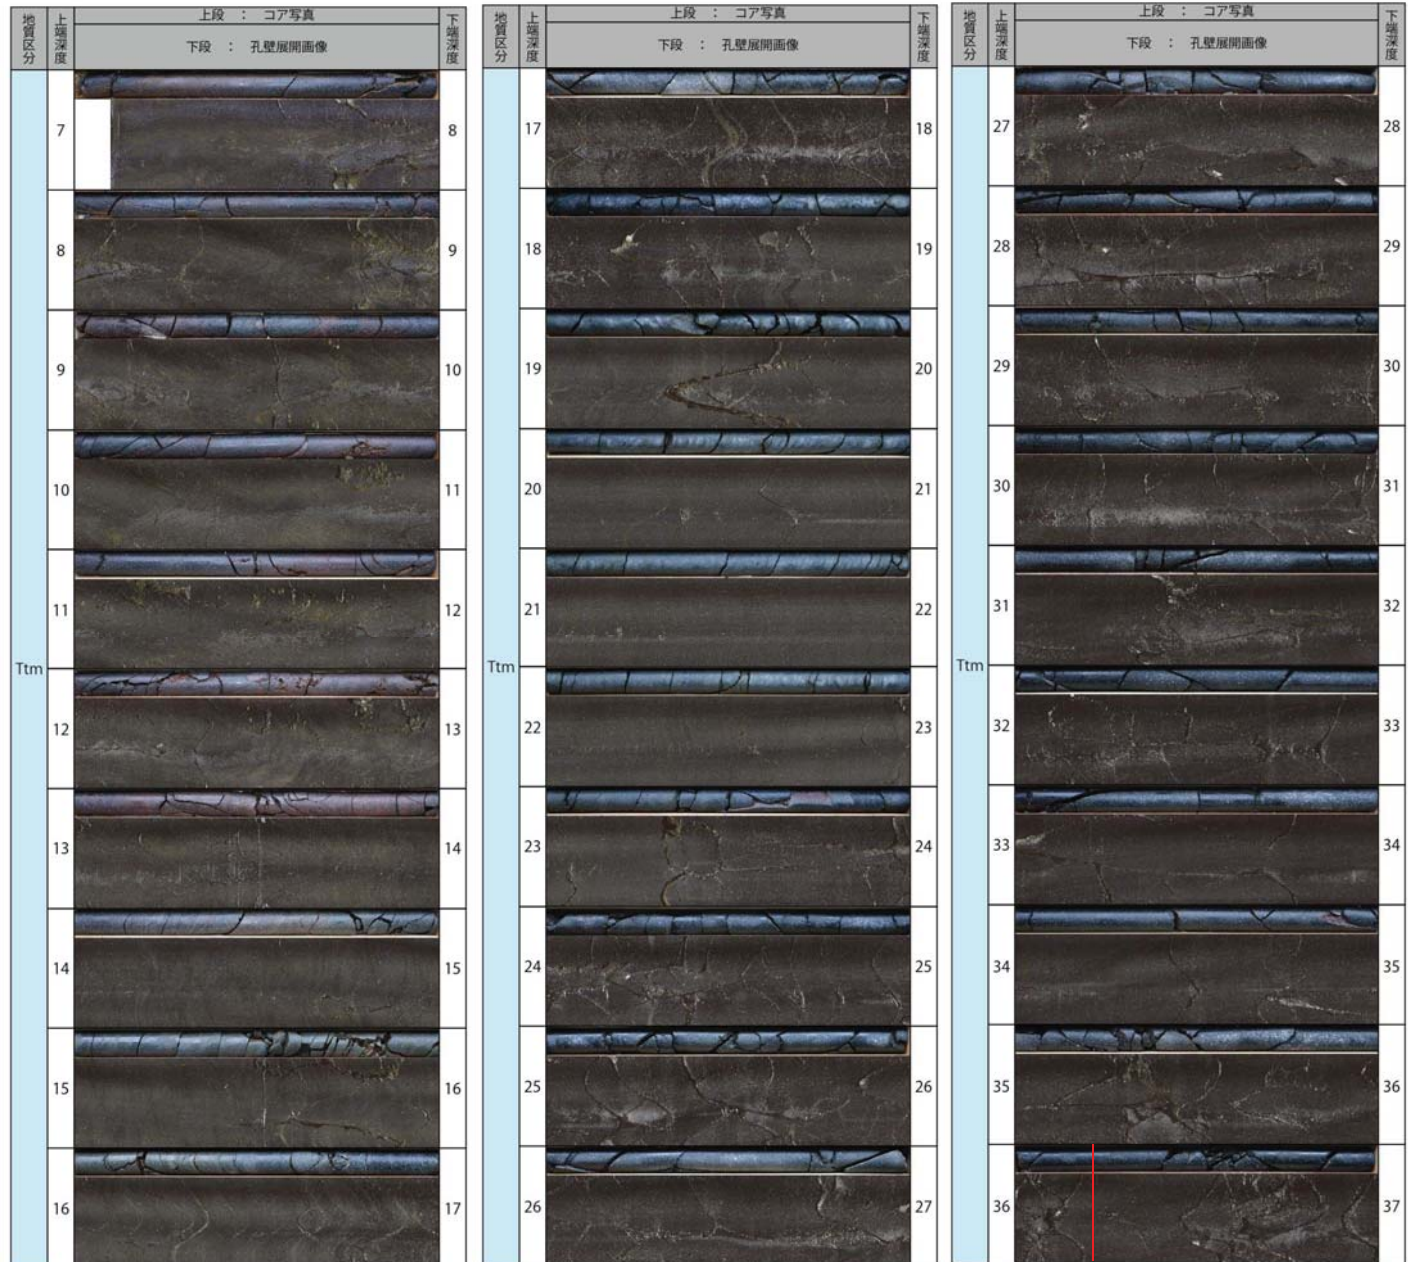 地質区分
上端深度
上段 ： コア写真
下段 ： 孔壁展開画像
下端深度
Ttm
7 8
8 9
9 10
10 11
11 12
12 13
13 14
14 15
15 16
16 17
地質区分
上端深度
上段 ： コア写真
下段 ： 孔壁展開画像
下端深度
Ttm
17 18
18 19
19 20
20 21
21 22
22 23
23 24
24 25
25 26
26 27
地質区分
上端深度
上段 ： コア写真
下段 ： 孔壁展開画像
下端深度
Ttm
27 28
28 29
29 30
30 31
31 32
32 33
33 34
34 35
35 36
36 37